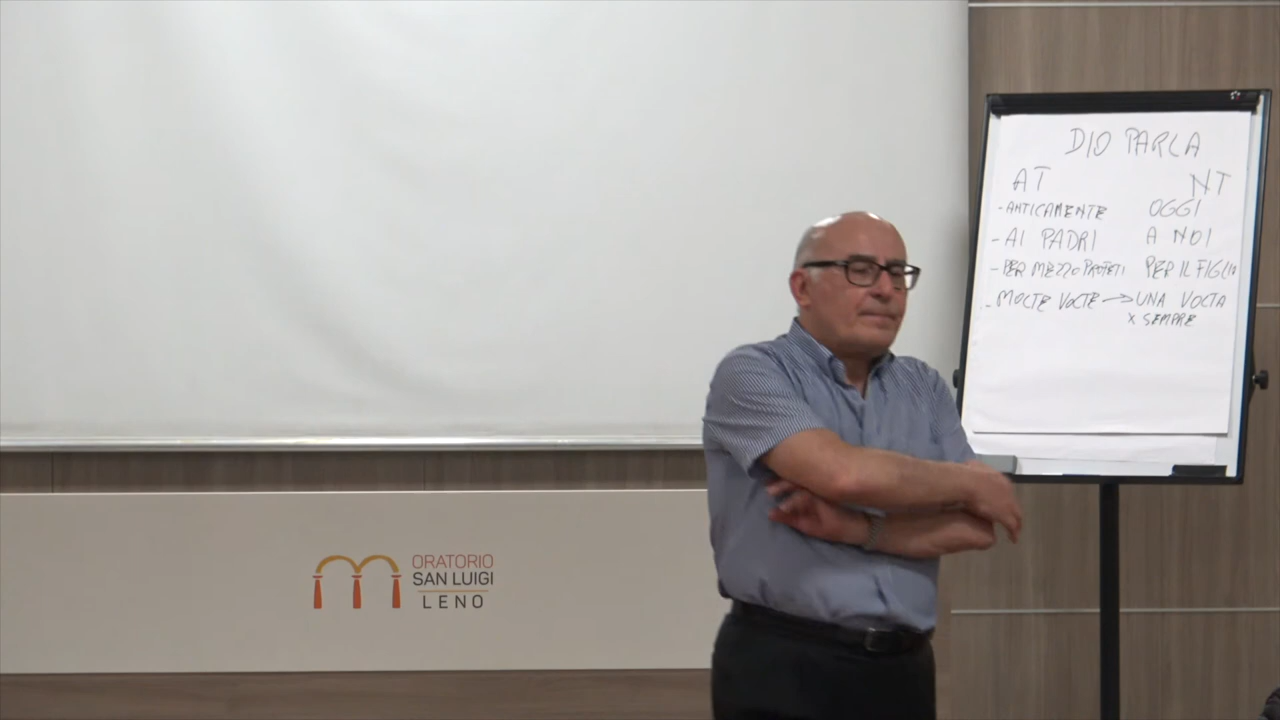 DIO PARLA
AT NT
- ANTICAMENTE OGGI
- AI PADRI A NOI
- PER MEZZO PROFETI PER IL FIGLIO
- MOLTE VOLTE → UNA VOLTA
X SEMPRE
ORATORIO
SAN LUIGI
LENO